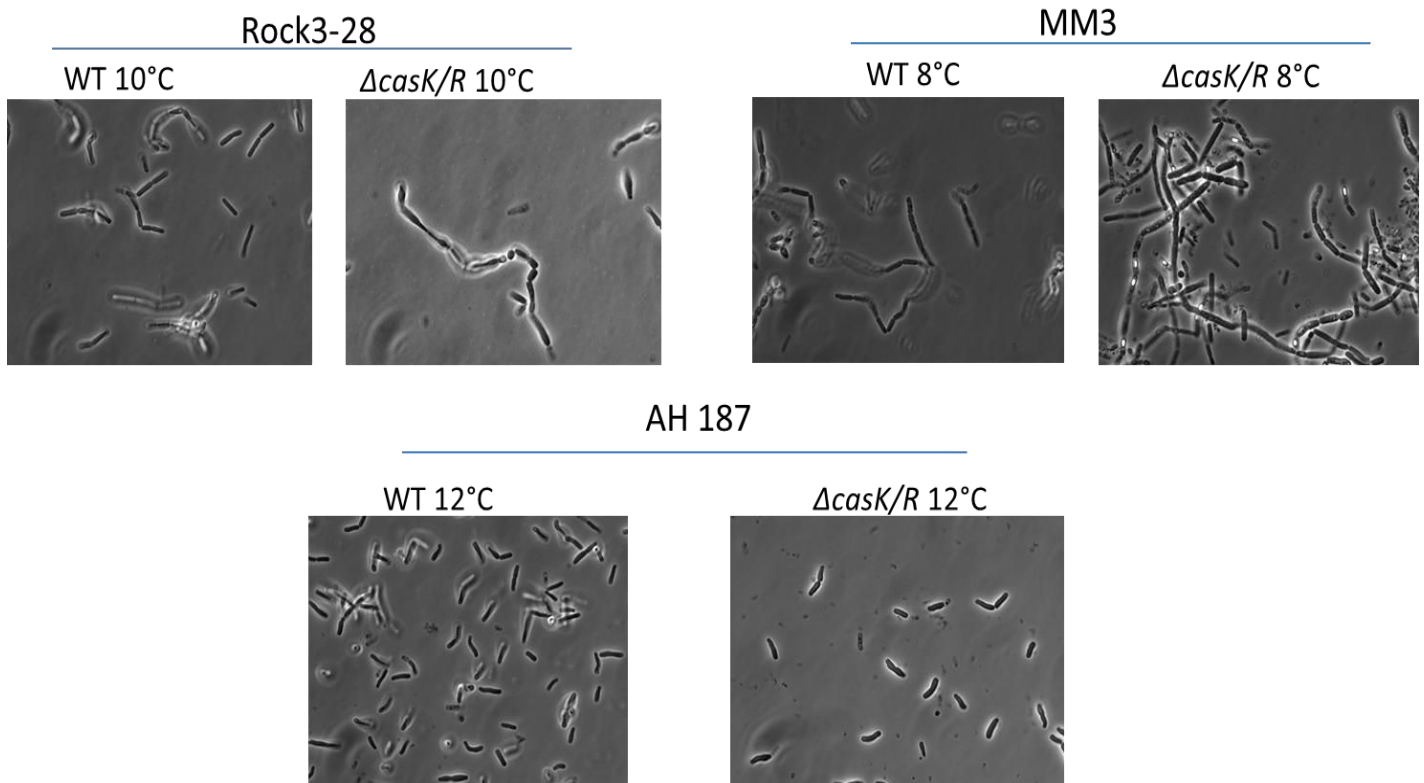 Rock3-28
MM3
WT 10°C
ΔcasK/R 10°C
WT 8°C
ΔcasK/R 8°C
AH 187
WT 12°C
ΔcasK/R 12°C